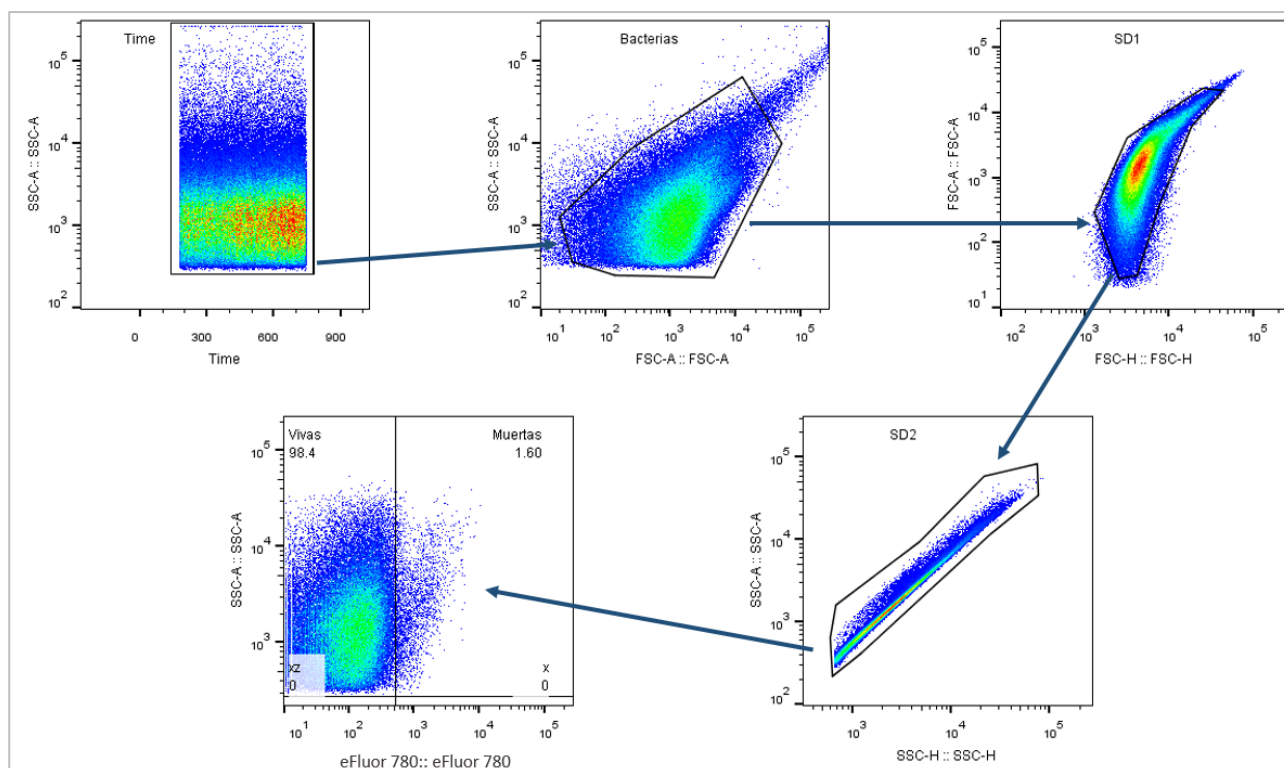 Time
SSC-A :: SSC-A
10^5
10^4
10^3
10^2
0
300
600
900
Time
Bacterias
SSC-A :: SSC-A
10^5
10^4
10^3
10^2
10^1
10^2
10^3
10^4
10^5
FSC-A :: FSC-A
SD1
FSC-A :: FSC-A
10^5
10^4
10^3
10^2
10^1
10^2
10^3
10^4
10^5
FSC-H :: FSC-H
Vivas
98.4
Muertas
1.60
SSC-A :: SSC-A
10^5
10^4
10^3
XZ
0
X
0
10^1
10^2
10^3
10^4
10^5
eFluor 780:: eFluor 780
SD2
SSC-A :: SSC-A
10^5
10^4
10^3
10^2
10^3
10^4
10^5
SSC-H :: SSC-H